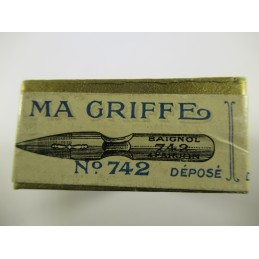 MA GRIFFE
BAIGNOL
742
Nº 742
DÉPOSÉ